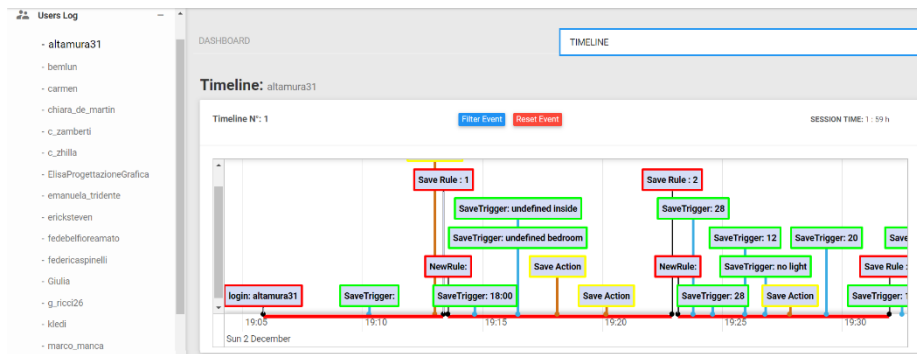 Users Log –
- altamura31
- bemlun
- carmen
- chiara_de_martin
- c_zamberti
- c_zhilla
- ElisaProgettazioneGrafica
- emanuela_tridente
- ericksteven
- fedebelfioreamato
- federicaspinelli
- Giulia
- g_ricci26
- kledi
- marco_manca
DASHBOARD
TIMELINE
Timeline: altamura31
Timeline N°: 1
Filter Event
Reset Event
SESSION TIME: 1 : 59 h
Save Rule : 1
Save Rule : 2
SaveTrigger: undefined Inside
SaveTrigger: 28
SaveTrigger: undefined bedroom
SaveTrigger: 12
SaveTrigger: 20
Save
NewRule:
Save Action
NewRule:
SaveTrigger: no light
Save Rule :
login: altamura31
SaveTrigger:
SaveTrigger: 18:00
Save Action
SaveTrigger: 28
Save Action
SaveTrigger: 1
19:05
19:10
19:15
19:20
19:25
19:30
Sun 2 December